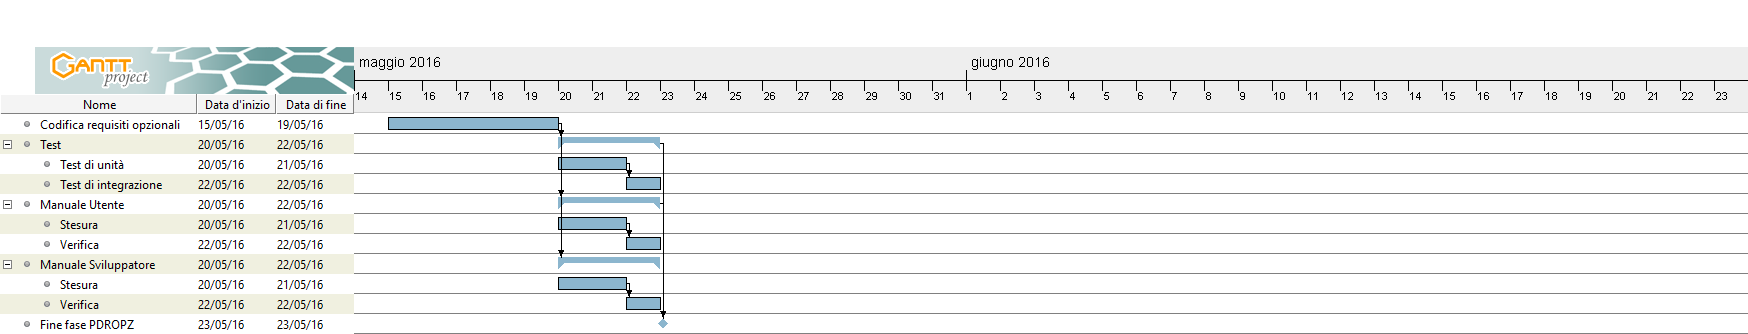 GANTT project
maggio 2016 giugno 2016
14 15 16 17 18 19 20 21 22 23 24 25 26 27 28 29 30 31 1 2 3 4 5 6 7 8 9 10 11 12 13 14 15 16 17 18 19 20 21 22 23
Nome Data d'inizio Data di fine
Codifica requisiti opzionali 15/05/16 19/05/16
Test 20/05/16 22/05/16
Test di unità 20/05/16 21/05/16
Test di integrazione 22/05/16 22/05/16
Manuale Utente 20/05/16 22/05/16
Stesura 20/05/16 21/05/16
Verifica 22/05/16 22/05/16
Manuale Sviluppatore 20/05/16 22/05/16
Stesura 20/05/16 21/05/16
Verifica 22/05/16 22/05/16
Fine fase PDROPZ 23/05/16 23/05/16